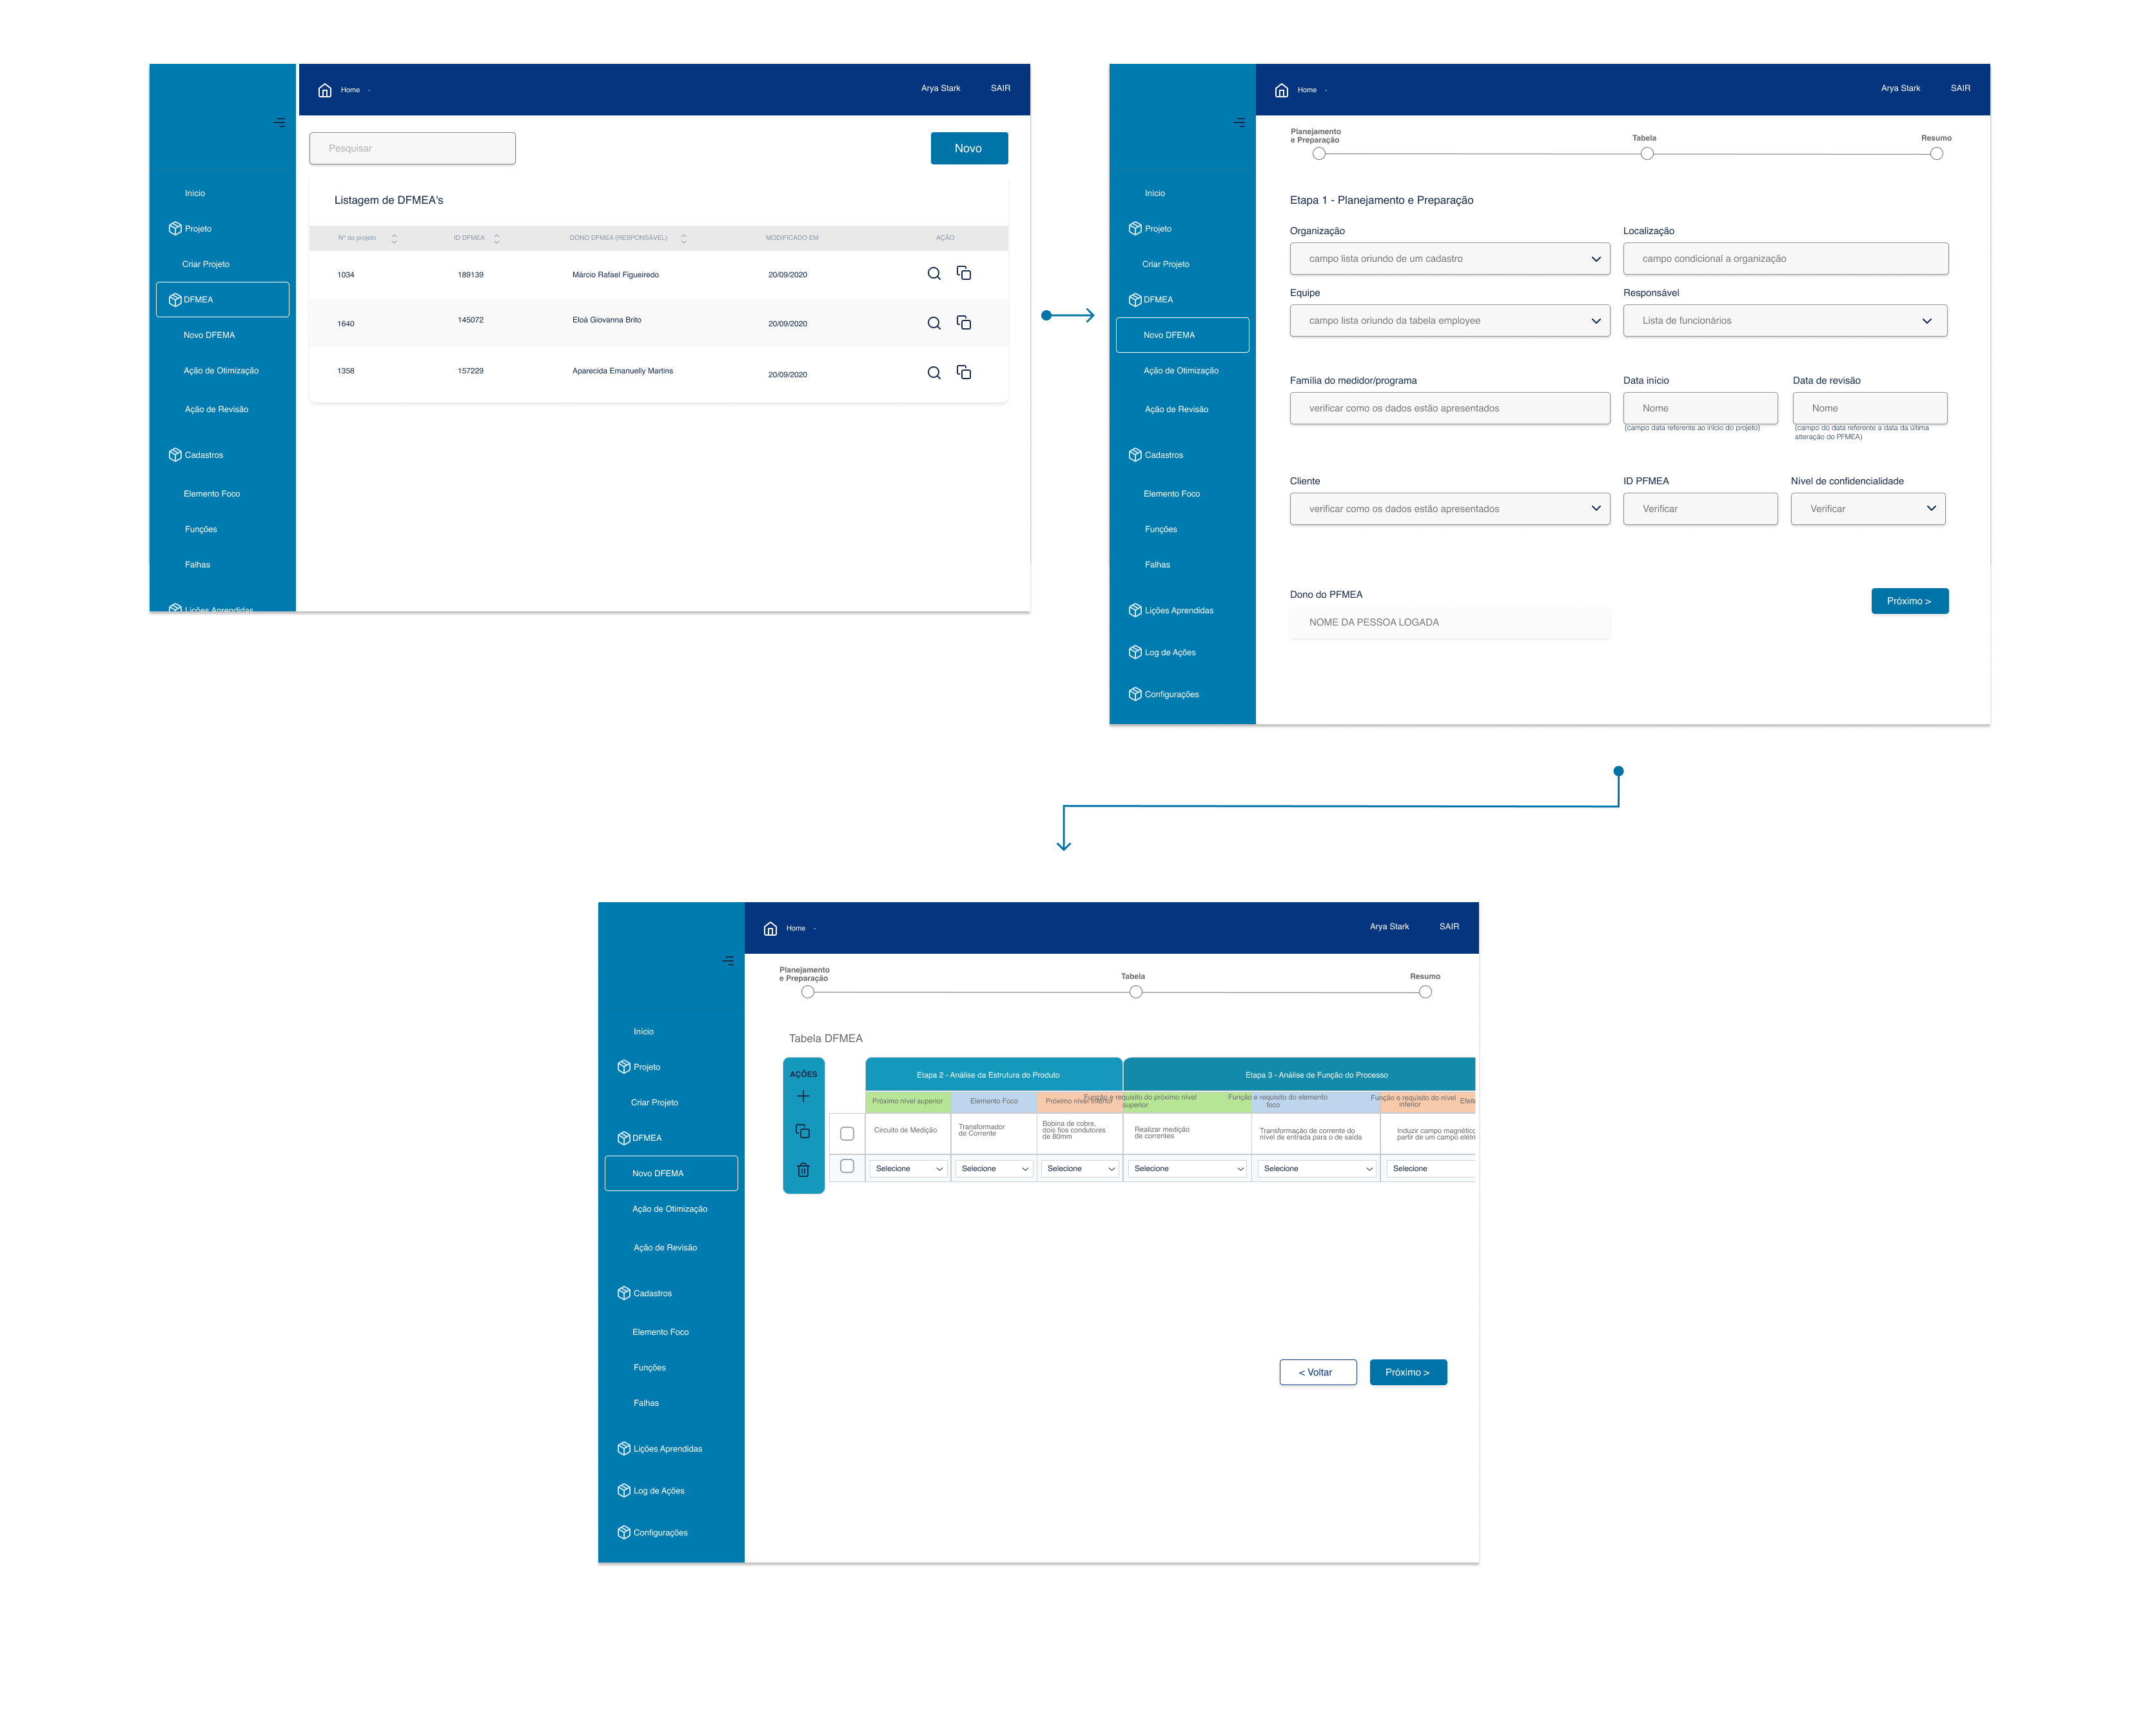 Home -
Arya Stark
SAIR
Início
Projeto
Criar Projeto
DFMEA
Novo DFEMA
Ação de Otimização
Ação de Revisão
Cadastros
Elemento Foco
Funções
Falhas
Lições Aprendidas
Pesquisar
Novo
Listagem de DFMEA's
N° do projeto
ID DFMEA
DONO DFMEA (RESPONSÁVEL)
MODIFICADO EM
AÇÃO
1034
189139
Márcio Rafael Figueiredo
20/09/2020
1640
145072
Eloá Giovanna Brito
20/09/2020
1358
157229
Aparecida Emanuelly Martins
20/09/2020
Home -
Arya Stark
SAIR
Início
Projeto
Criar Projeto
DFMEA
Novo DFEMA
Ação de Otimização
Ação de Revisão
Cadastros
Elemento Foco
Funções
Falhas
Lições Aprendidas
Log de Ações
Configurações
Planejamento
e Preparação
Tabela
Resumo
Etapa 1 - Planejamento e Preparação
Organização
campo lista oriundo de um cadastro
Localização
campo condicional a organização
Equipe
campo lista oriundo da tabela employee
Responsável
Lista de funcionários
Família do medidor/programa
verificar como os dados estão apresentados
Data início
Nome
(campo data referente ao início do projeto)
Data de revisão
Nome
(campo do data referente a data da última
alteração do PFMEA)
Cliente
verificar como os dados estão apresentados
ID PFMEA
Verificar
Nível de confidencialidade
Verificar
Dono do PFMEA
NOME DA PESSOA LOGADA
Próximo >
Home -
Arya Stark
SAIR
Início
Projeto
Criar Projeto
DFMEA
Novo DFEMA
Ação de Otimização
Ação de Revisão
Cadastros
Elemento Foco
Funções
Falhas
Lições Aprendidas
Log de Ações
Configurações
Planejamento
e Preparação
Tabela
Resumo
Tabela DFMEA
AÇÕES
Etapa 2 - Análise da Estrutura do Produto
Etapa 3 - Análise de Função do Processo
Próximo nível superior
Elemento Foco
Próximo nível inferior
Função e requisito do próximo nível
superior
Função e requisito do elemento
foco
Função e requisito do nível
inferior
Efeit
Circuito de Medição
Transformador
de Corrente
Bobina de cobre,
dois fios condutores
de 80mm
Realizar medição
de correntes
Transformação de corrente do
nível de entrada para o de saída
Induzir campo magnético
partir de um campo elétri
Selecione
Selecione
Selecione
Selecione
Selecione
Selecione
< Voltar
Próximo >